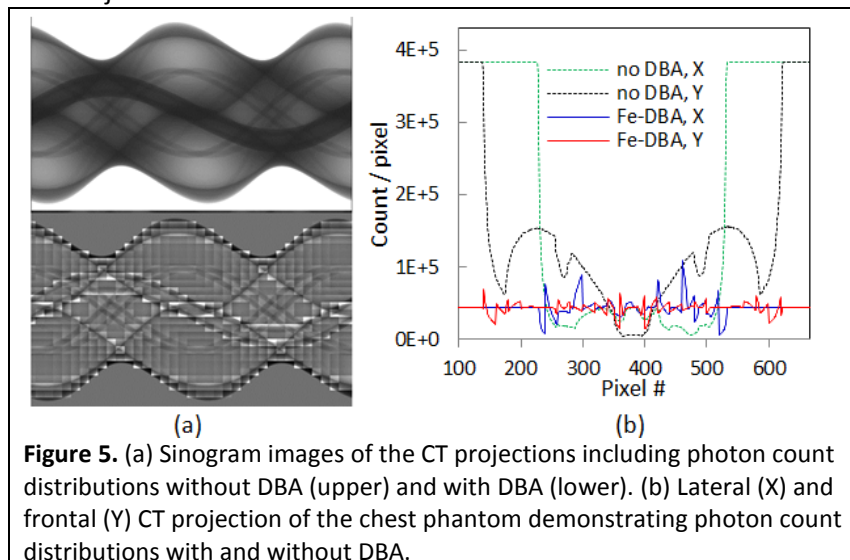 4E+5
3E+5
2E+5
1E+5
0E+0
Count / pixel
no DBA, X
no DBA, Y
Fe-DBA, X
Fe-DBA, Y
100 200 300 400 500 600
Pixel #
(a) (b)
Figure 5. (a) Sinogram images of the CT projections including photon count
distributions without DBA (upper) and with DBA (lower). (b) Lateral (X) and
frontal (Y) CT projection of the chest phantom demonstrating photon count
distributions with and without DBA.